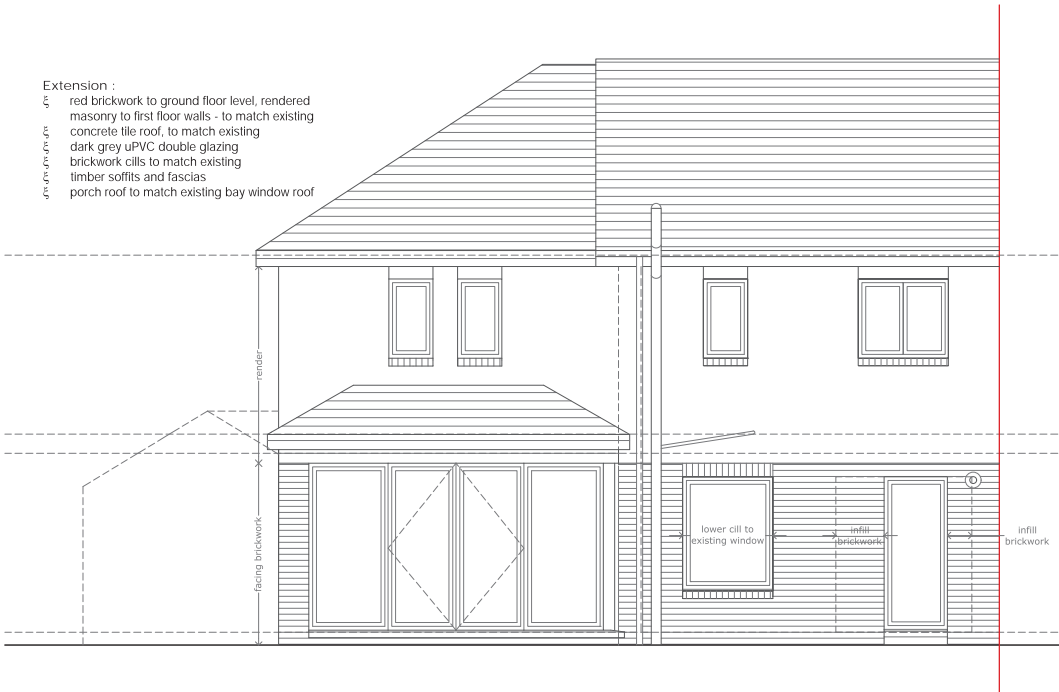 Extension :
ξ red brickwork to ground floor level, rendered
masonry to first floor walls - to match existing
ξ concrete tile roof, to match existing
ξ dark grey uPVC double glazing
ξ brickwork cills to match existing
ξ timber soffits and fascias
ξ porch roof to match existing bay window roof
render
facing brickwork
lower cill to
existing window
infill
brickwork
infill
brickwork